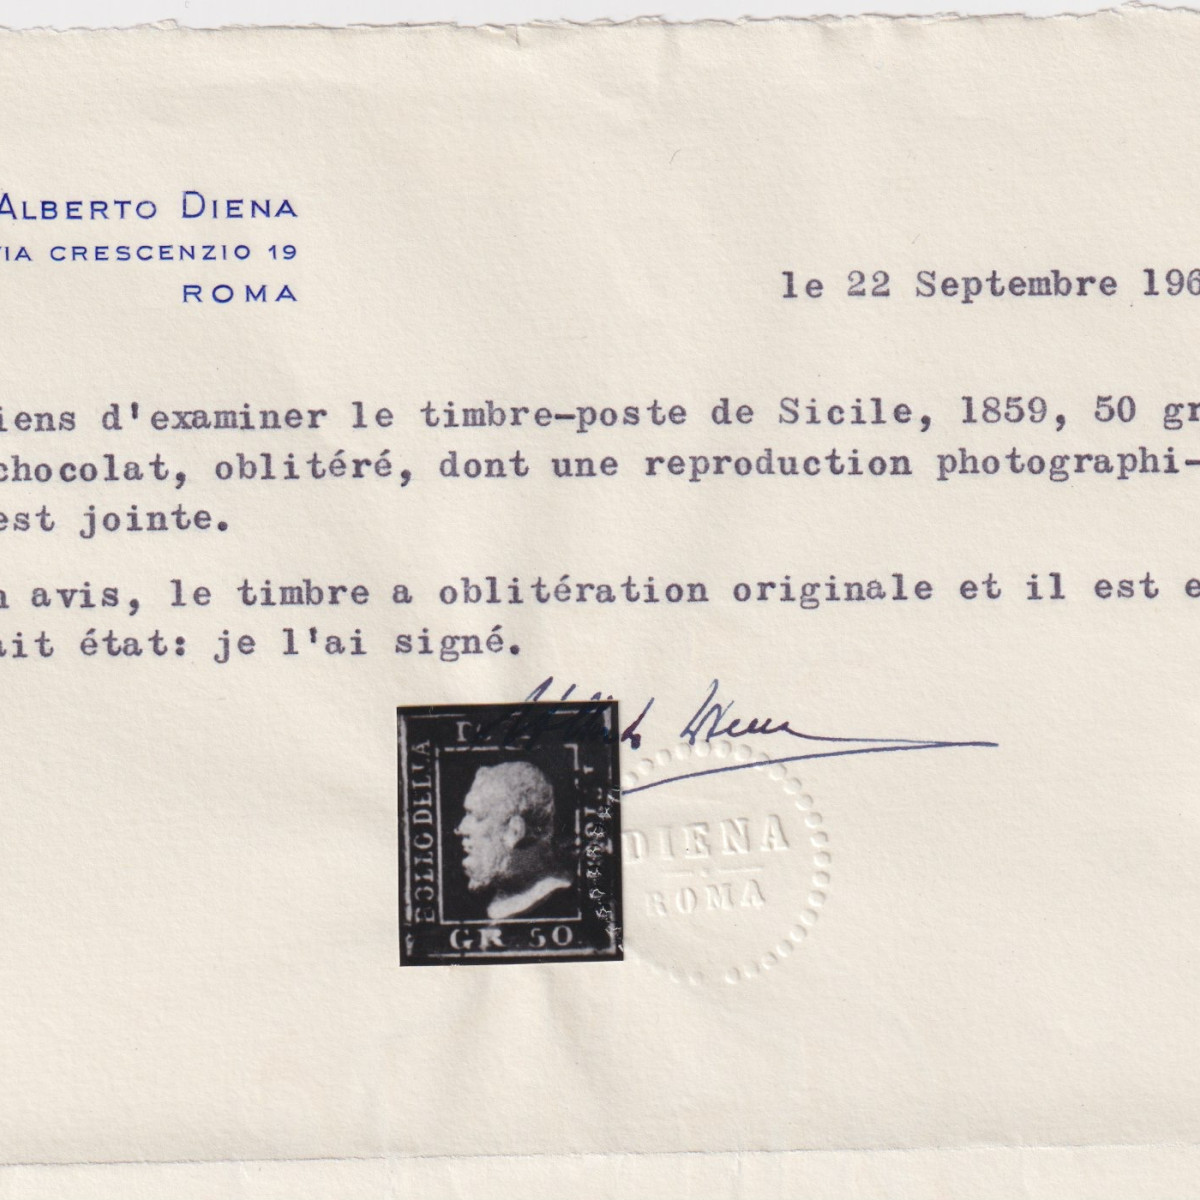 ALBERTO DIENA
VIA CRESCENZIO 19
ROMA
le 22 Septembre 196
iens d'examiner le timbre-poste de Sicile, 1859, 50 gr
chocolat, oblitéré, dont une reproduction photographi-
est jointe.
n avis, le timbre a oblitération originale et il est e
ait état: je l'ai signé.
Alberto Diena
BOLLO DELLA
GR. 50
DIENA
ROMA